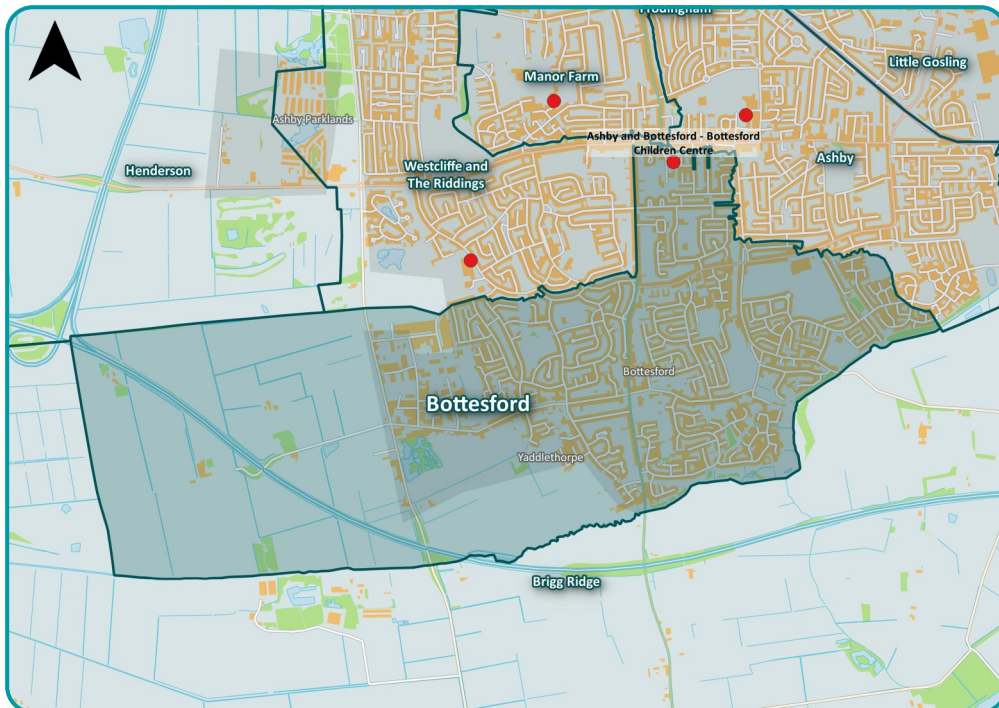 Frodingham
Little Gosling
Manor Farm
Ashby Parklands
Ashby and Bottesford - Bottesford
Children Centre
Henderson
Westcliffe and
The Riddings
Ashby
Bottesford
Bottesford
Yaddlethorpe
Brigg Ridge